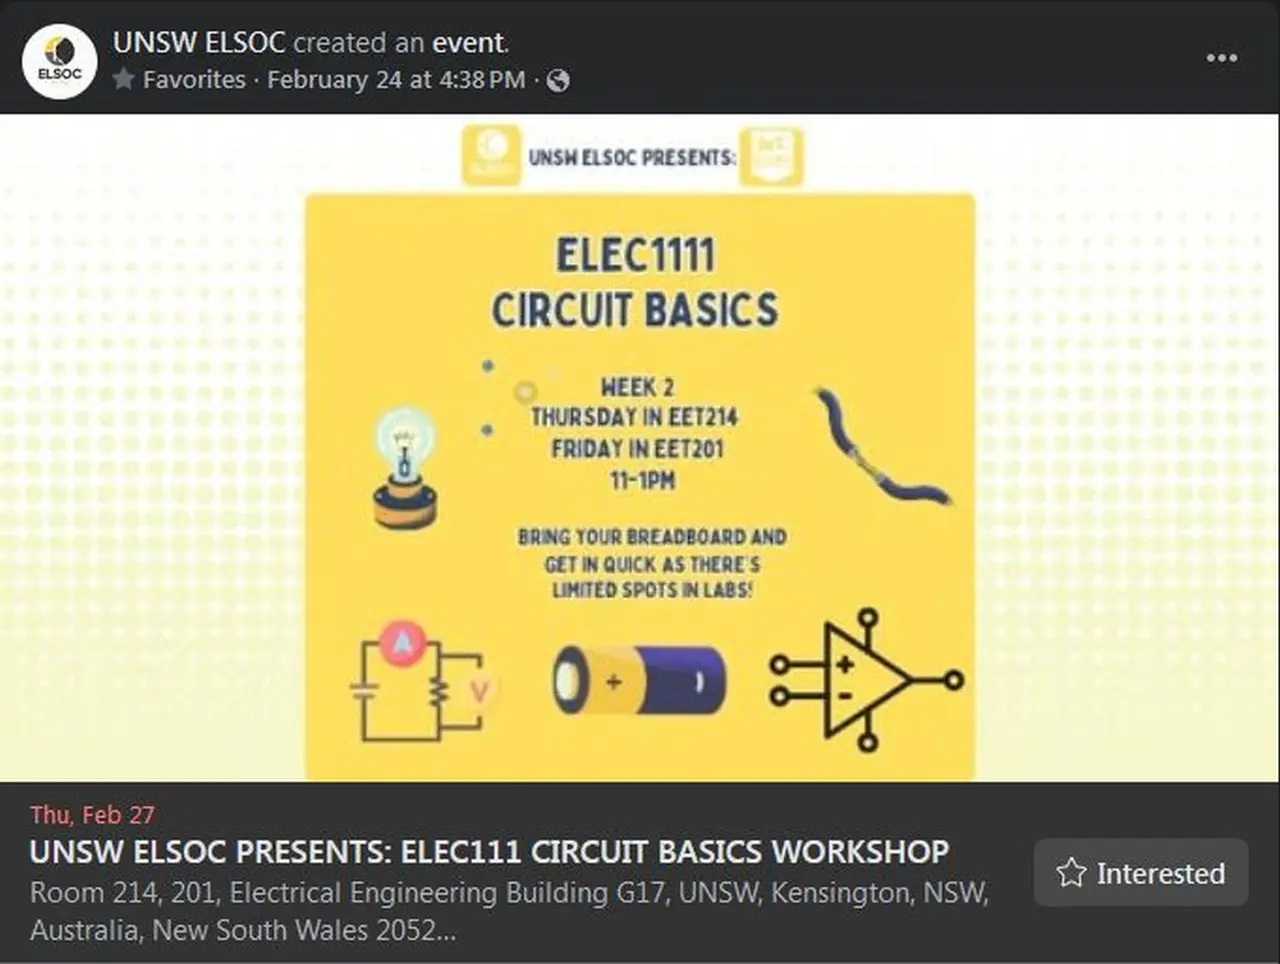 UNSW ELSOC created an event.
ELSOC
Favorites · February 24 at 4:38 PM ·
UNSW ELSOC PRESENTS:
ELEC1111
CIRCUIT BASICS
WEEK 2
THURSDAY IN EET214
FRIDAY IN EET201
11-1PM
BRING YOUR BREADBOARD AND
GET IN QUICK AS THERE'S
LIMITED SPOTS IN LABS!
A
V
+
+
-
Thu, Feb 27
UNSW ELSOC PRESENTS: ELEC111 CIRCUIT BASICS WORKSHOP
Room 214, 201, Electrical Engineering Building G17, UNSW, Kensington, NSW,
Australia, New South Wales 2052...
Interested